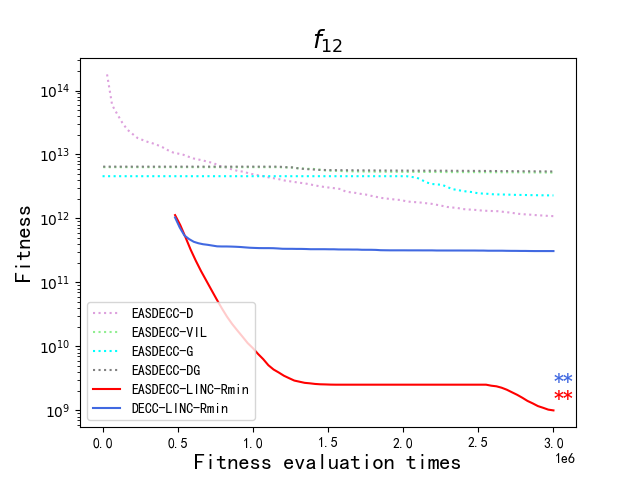 f12
Fitness
10^14
10^13
10^12
10^11
10^10
10^9
EASDECC-D
EASDECC-VIL
EASDECC-G
EASDECC-DG
EASDECC-LINC-Rmin
DECC-LINC-Rmin
**
**
0.0 0.5 1.0 1.5 2.0 2.5 3.0
1e6
Fitness evaluation times